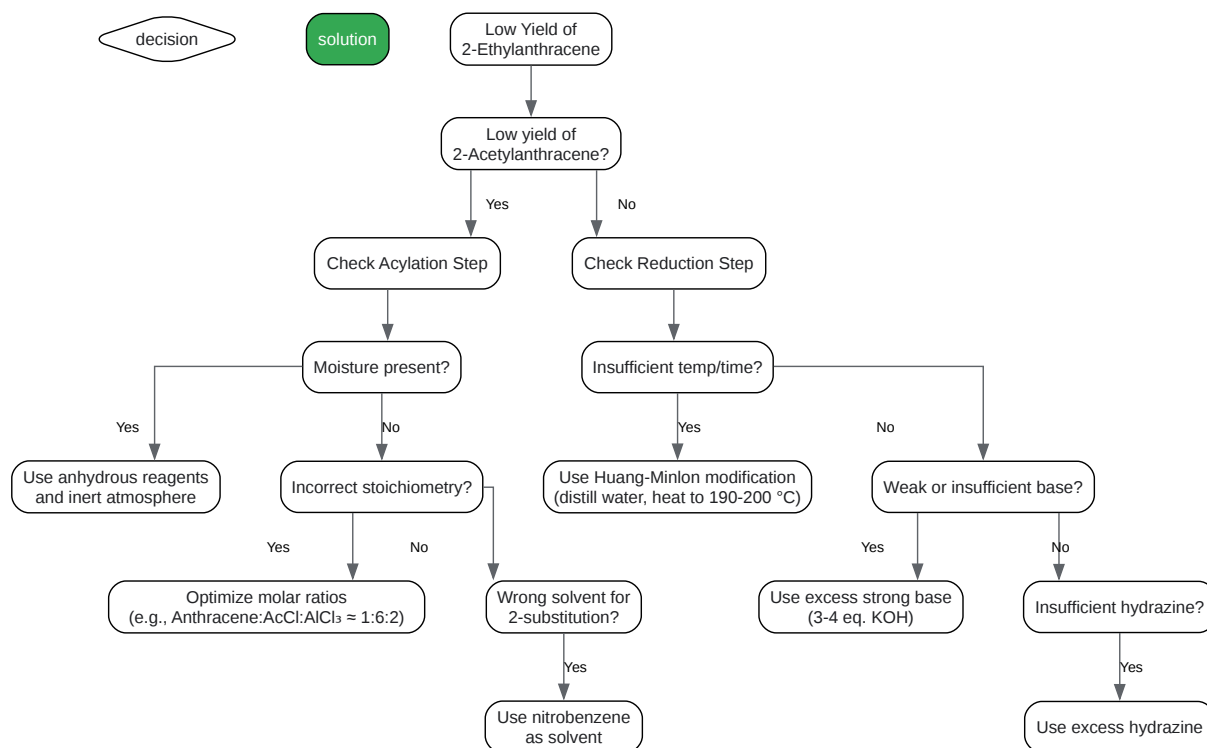 decision
solution
Low Yield of
2-Ethylanthracene
Low yield of
2-Acetylanthracene?
Yes
No
Check Acylation Step
Check Reduction Step
Moisture present?
Insufficient temp/time?
Yes
No
Yes
No
Use anhydrous reagents
and inert atmosphere
Incorrect stoichiometry?
Use Huang-Minlon modification
(distill water, heat to 190-200 °C)
Weak or insufficient base?
Yes
No
Yes
No
Optimize molar ratios
(e.g., Anthracene:AcCl:AlCl₃ ≈ 1:6:2)
Wrong solvent for
2-substitution?
Use excess strong base
(3-4 eq. KOH)
Insufficient hydrazine?
Yes
Yes
Use nitrobenzene
as solvent
Use excess hydrazine